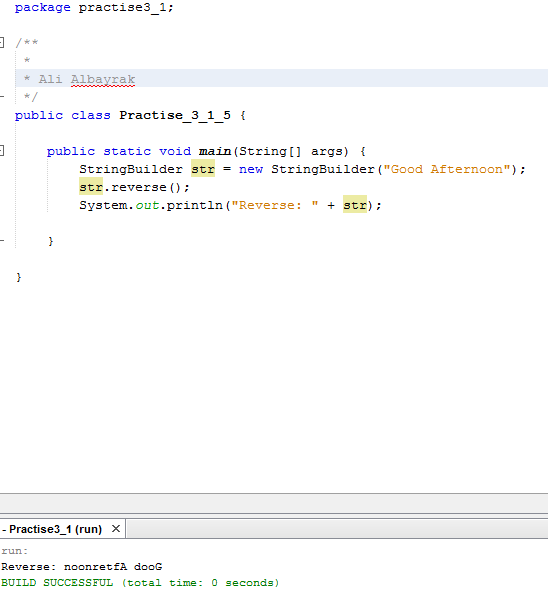 package practise3_1;
/**
*
* Ali Albayrak
*/
public class Practise_3_1_5 {
public static void main(String[] args) {
StringBuilder str = new StringBuilder("Good Afternoon");
str.reverse();
System.out.println("Reverse: " + str);
}
}
- Practise3_1 (run) ×
run:
Reverse: noonretfA dooG
BUILD SUCCESSFUL (total time: 0 seconds)